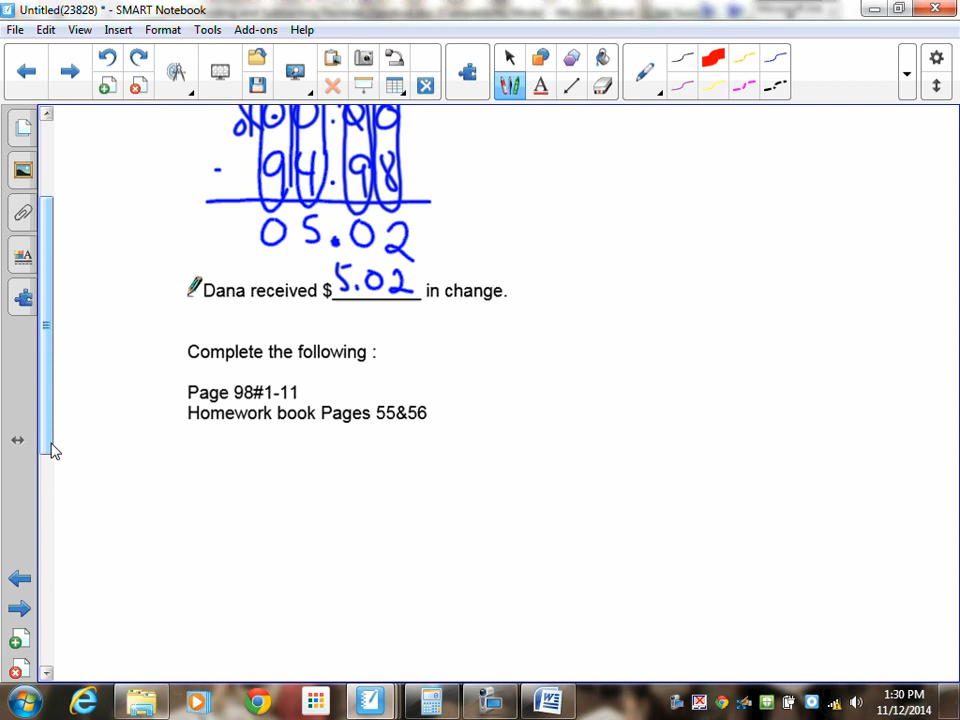 Untitled(23828) * - SMART Notebook
File Edit View Insert Format Tools Add-ons Help
- 94.98
05.02
Dana received $ 5.02 in change.
Complete the following :
Page 98#1-11
Homework book Pages 55&56
1:30 PM
11/12/2014